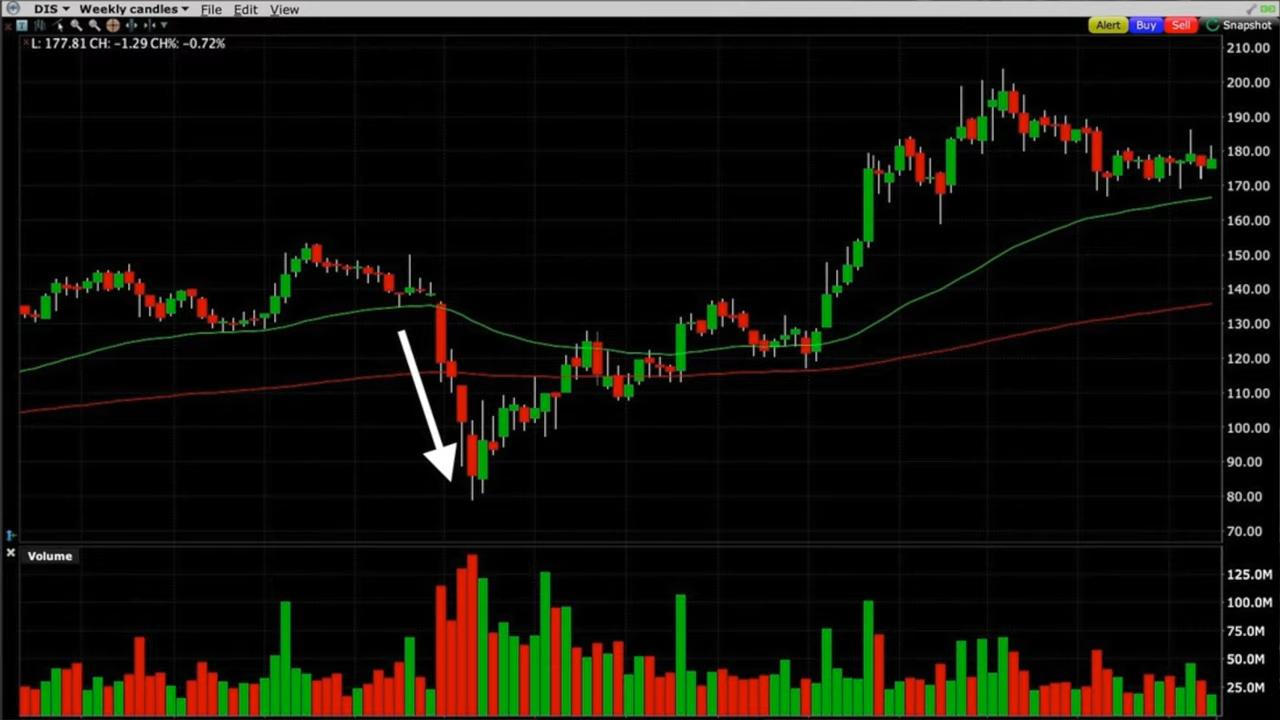 DIS Weekly candles File Edit View
Alert Buy Sell Snapshot
L: 177.81 CH: -1.29 CH%: -0.72%
210.00
200.00
190.00
180.00
170.00
160.00
150.00
140.00
130.00
120.00
110.00
100.00
90.00
80.00
70.00
Volume
125.0M
100.0M
75.0M
50.0M
25.0M